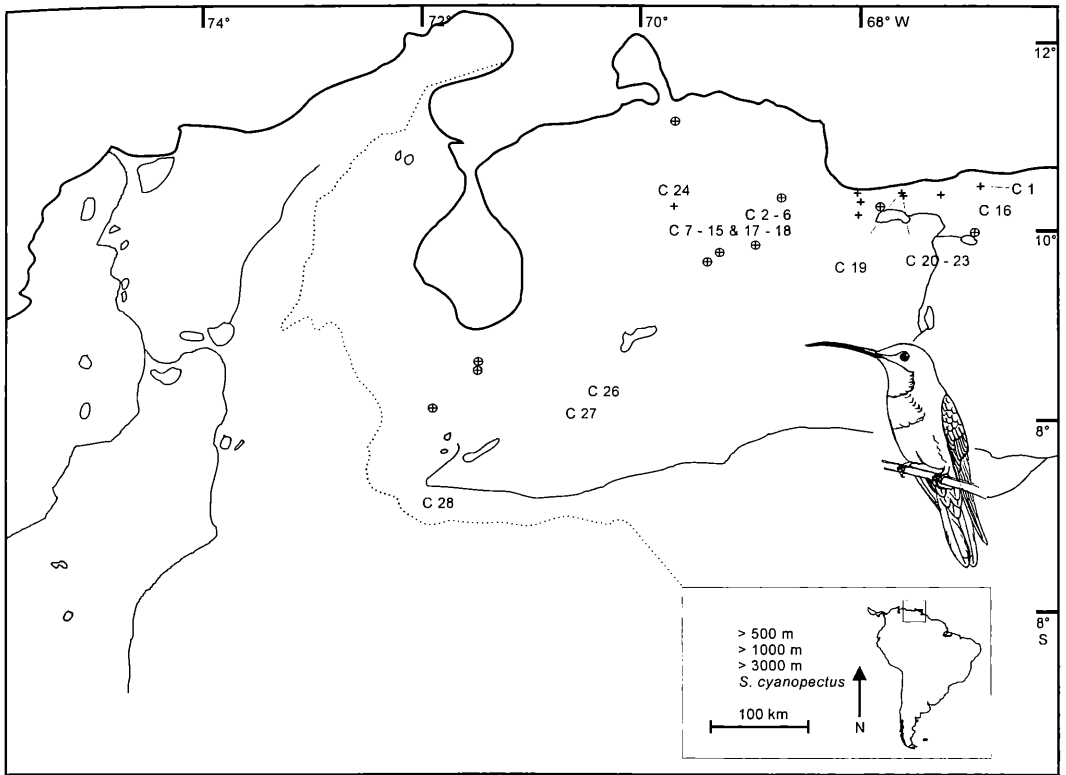 74°
72°
70°
68° W
12°
C 24
C 1
C 2 - 6
C 16
C 7 - 15 & 17 - 18
10°
C 19
C 20 - 23
C 26
C 27
8°
C 28
8°
S
> 500 m
> 1000 m
> 3000 m
S. cyanopectus
100 km
N